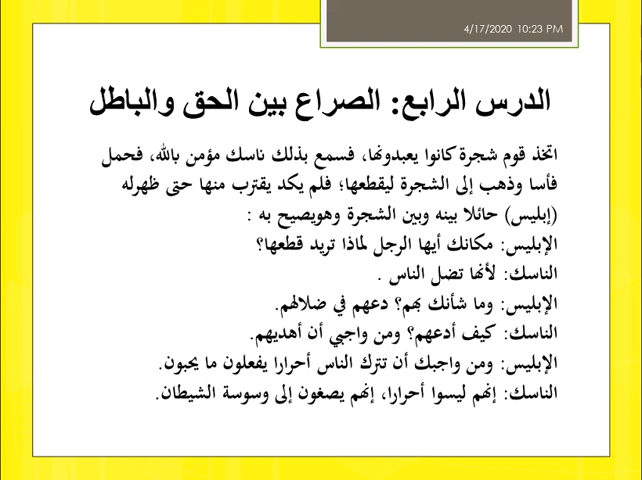 4/17/2020 10:23 PM
الدرس الرابع: الصراع بين الحق والباطل
اتخذ قوم شجرة كانوا يعبدونها، فسمع بذلك ناسك مؤمن بالله، فحمل
فأسا وذهب إلى الشجرة ليقطعها؛ فلم يكد يقترب منها حتى ظهرله
(إبليس) حائلا بينه وبين الشجرة وهويصيح به :
الإبليس: مكانك أيها الرجل لماذا تريد قطعها؟
الناسك: لأنها تضل الناس .
الإبليس: وما شأنك بهم؟ دعهم في ضلالهم.
الناسك: كيف أدعهم؟ ومن واجبي أن أهديهم.
الإبليس: ومن واجبك أن تترك الناس أحرارا يفعلون ما يحبون.
الناسك: إنهم ليسوا أحرارا، إنهم يصغون إلى وسوسة الشيطان.